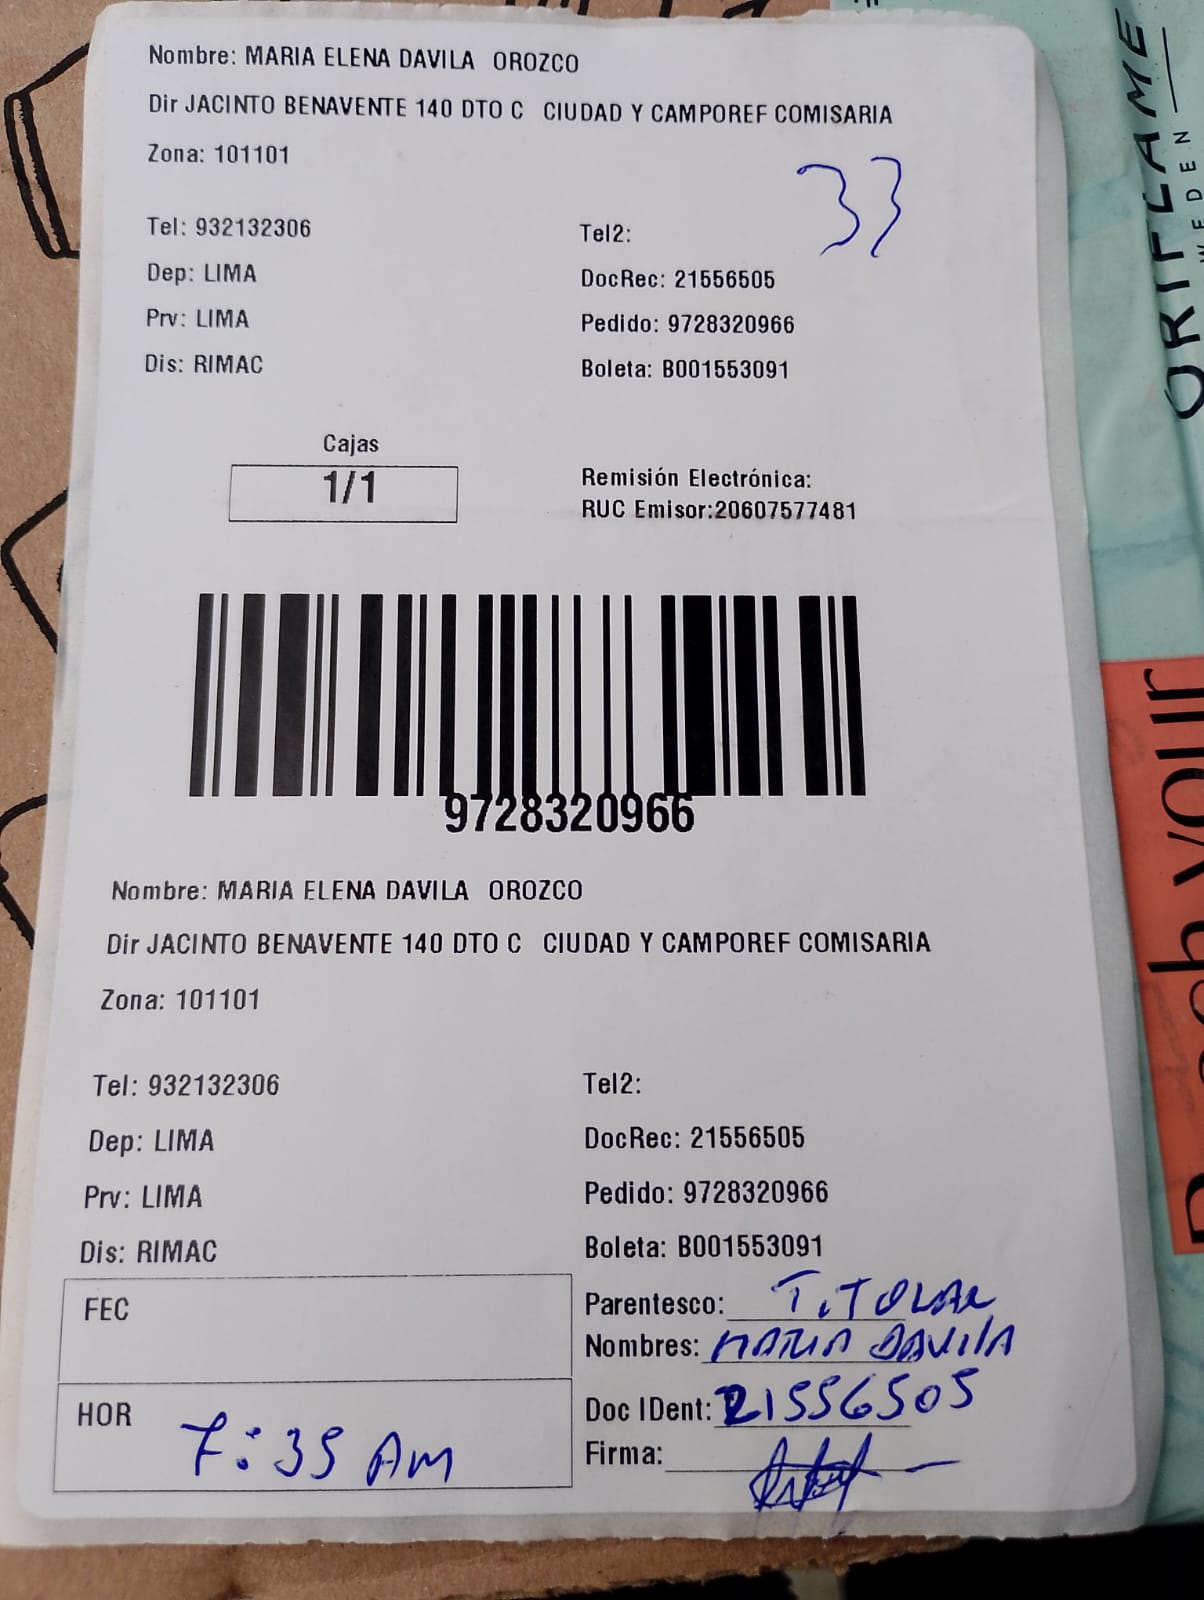 Nombre: MARIA ELENA DAVILA OROZCO
Dir JACINTO BENAVENTE 140 DTO C CIUDAD Y CAMPOREF COMISARIA
Zona: 101101
33
Tel: 932132306
Tel2:
Dep: LIMA
DocRec: 21556505
Prv: LIMA
Pedido: 9728320966
Dis: RIMAC
Boleta: B001553091
Cajas
1/1
Remisión Electrónica:
RUC Emisor:20607577481
9728320966
Nombre: MARIA ELENA DAVILA OROZCO
Dir JACINTO BENAVENTE 140 DTO C CIUDAD Y CAMPOREF COMISARIA
Zona: 101101
Tel: 932132306
Tel2:
Dep: LIMA
DocRec: 21556505
Prv: LIMA
Pedido: 9728320966
Dis: RIMAC
Boleta: B001553091
FEC
Parentesco: TITOLAR
Nombres: MARIA DAVILA
HOR 7:35 AM
Doc IDent: 21556505
Firma:
ORIFLAME
your